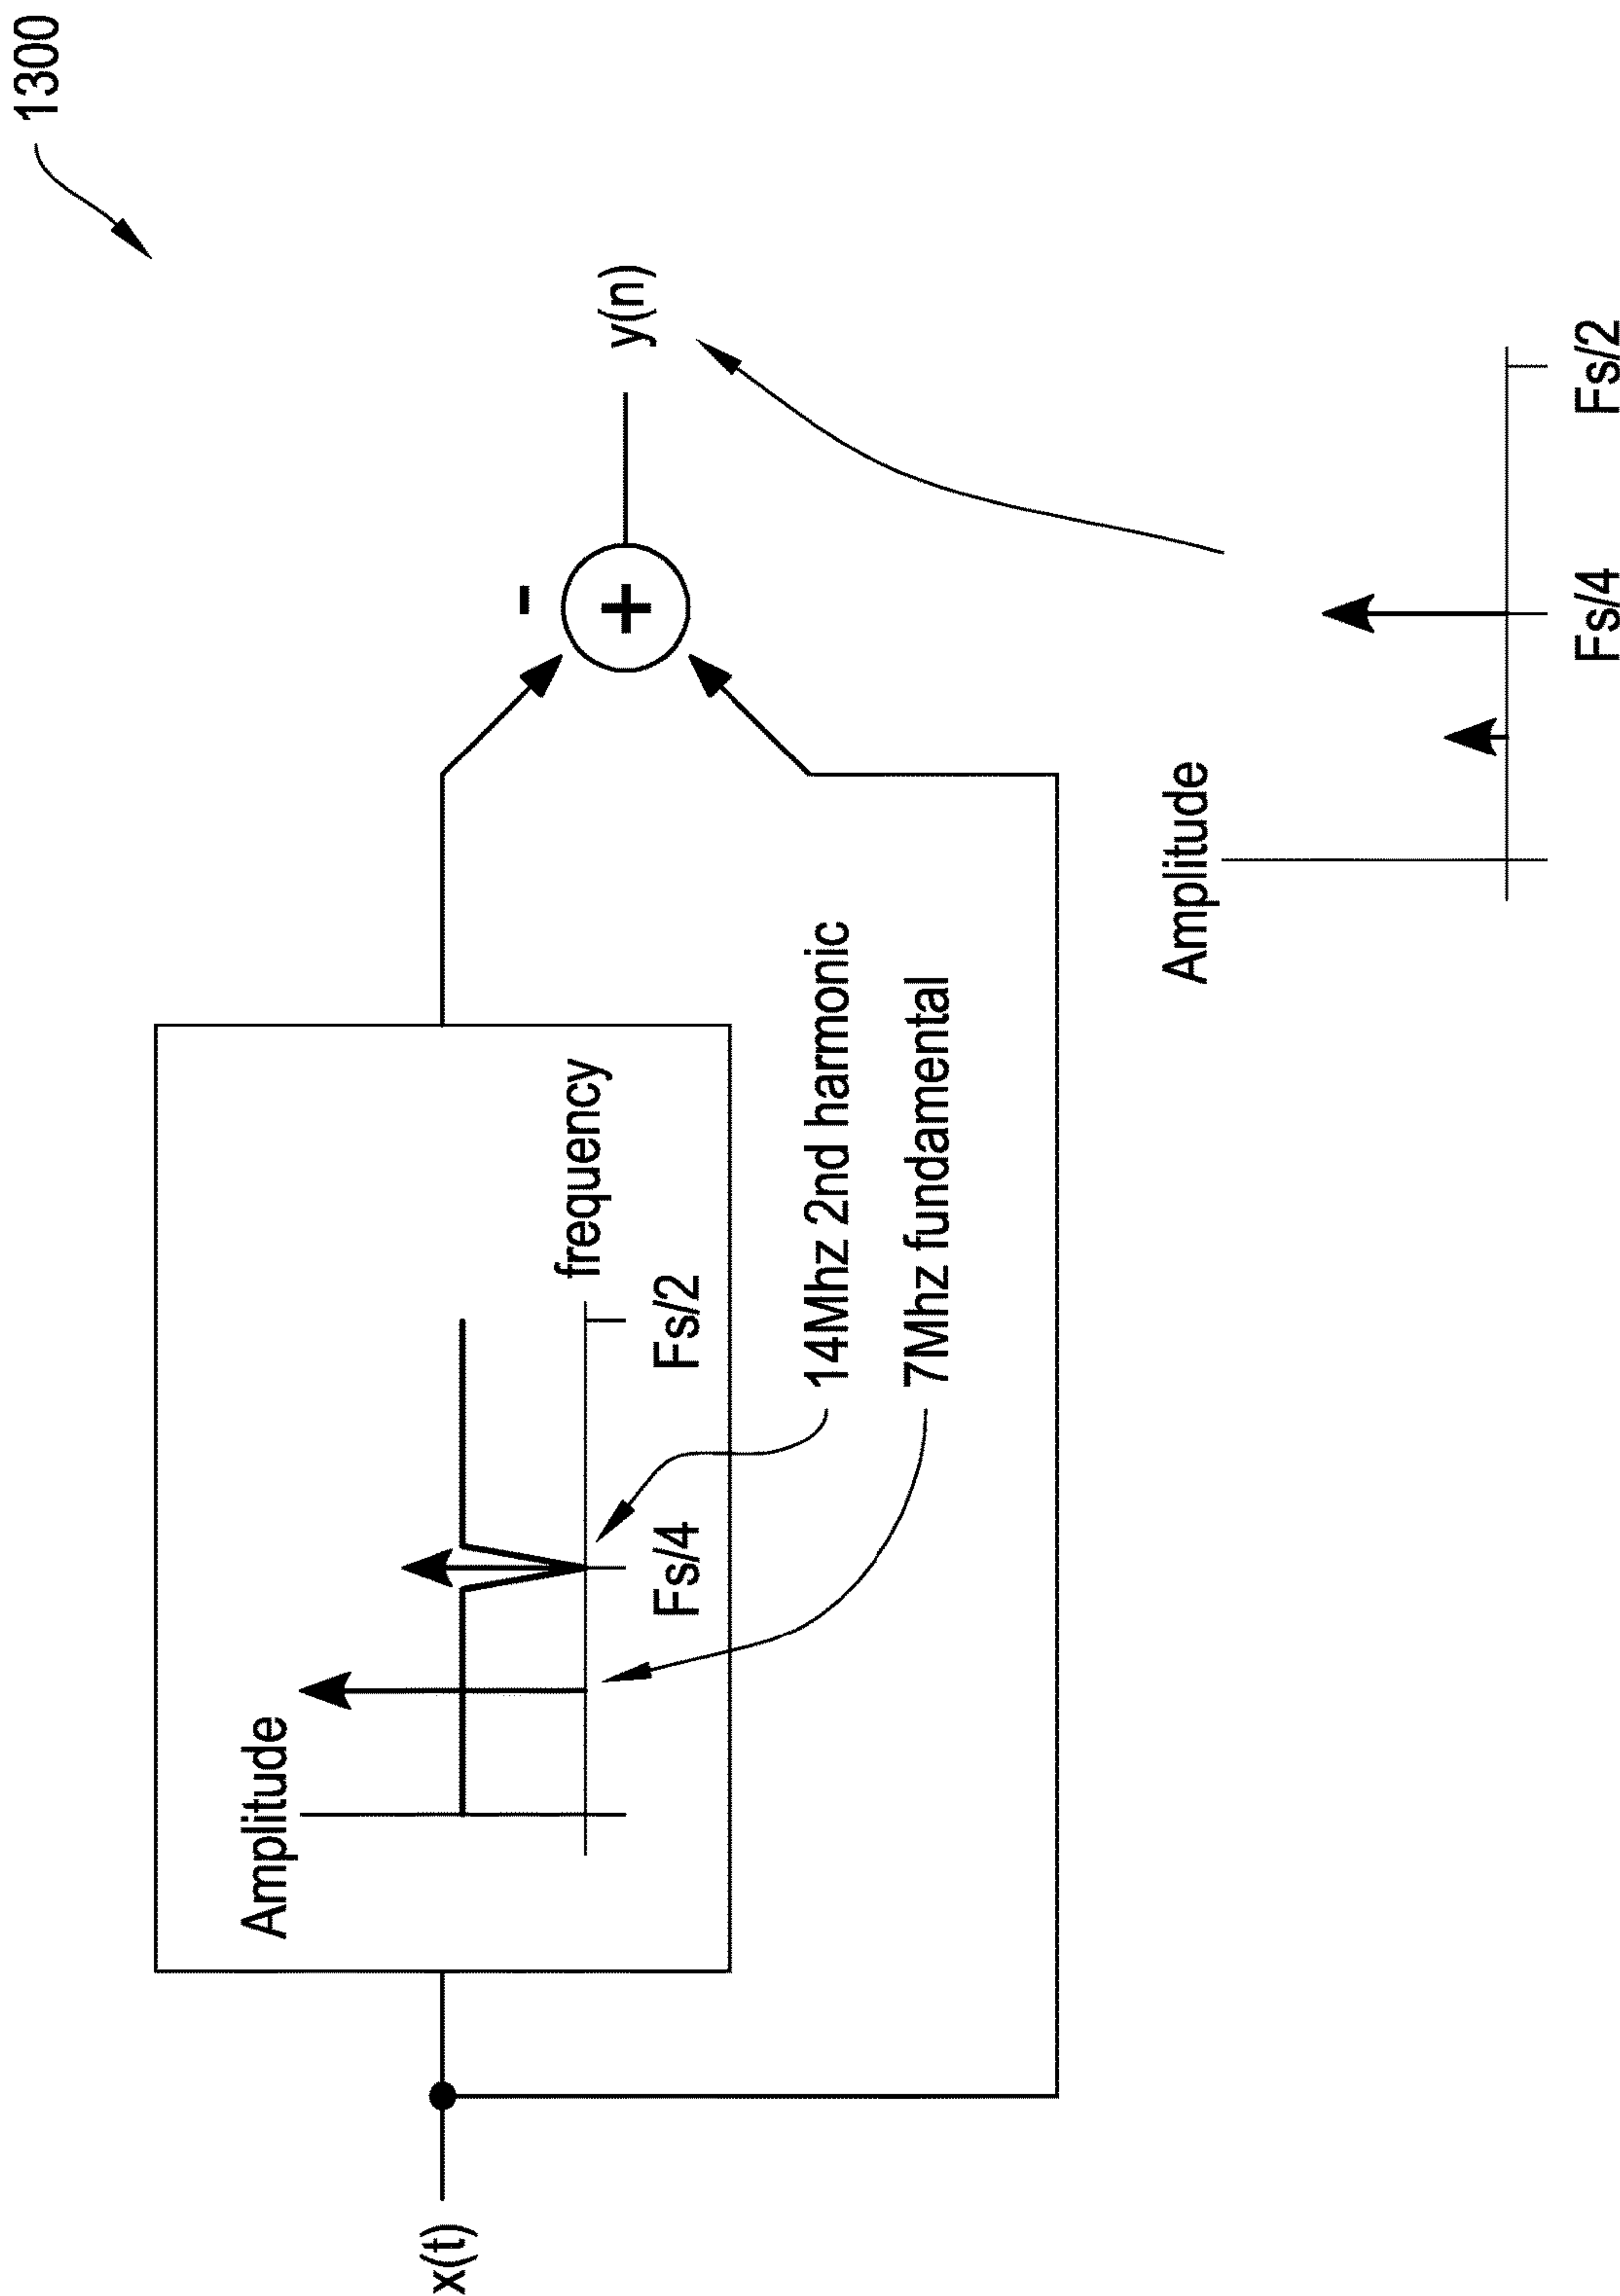 1300
Amplitude
frequency
Fs/4
Fs/2
14Mhz 2nd harmonic
7Mhz fundamental
x(t)
-
+
y(n)
Amplitude
Fs/4
Fs/2